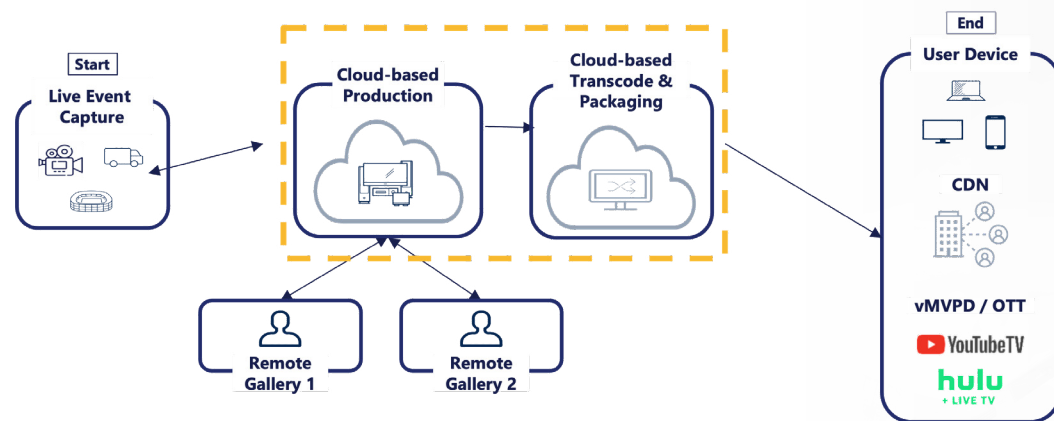 Start
Live Event
Capture
Cloud-based
Production
Cloud-based
Transcode &
Packaging
Remote
Gallery 1
Remote
Gallery 2
End
User Device
CDN
vMVPD / OTT
YouTubeTV
hulu
+ LIVE TV